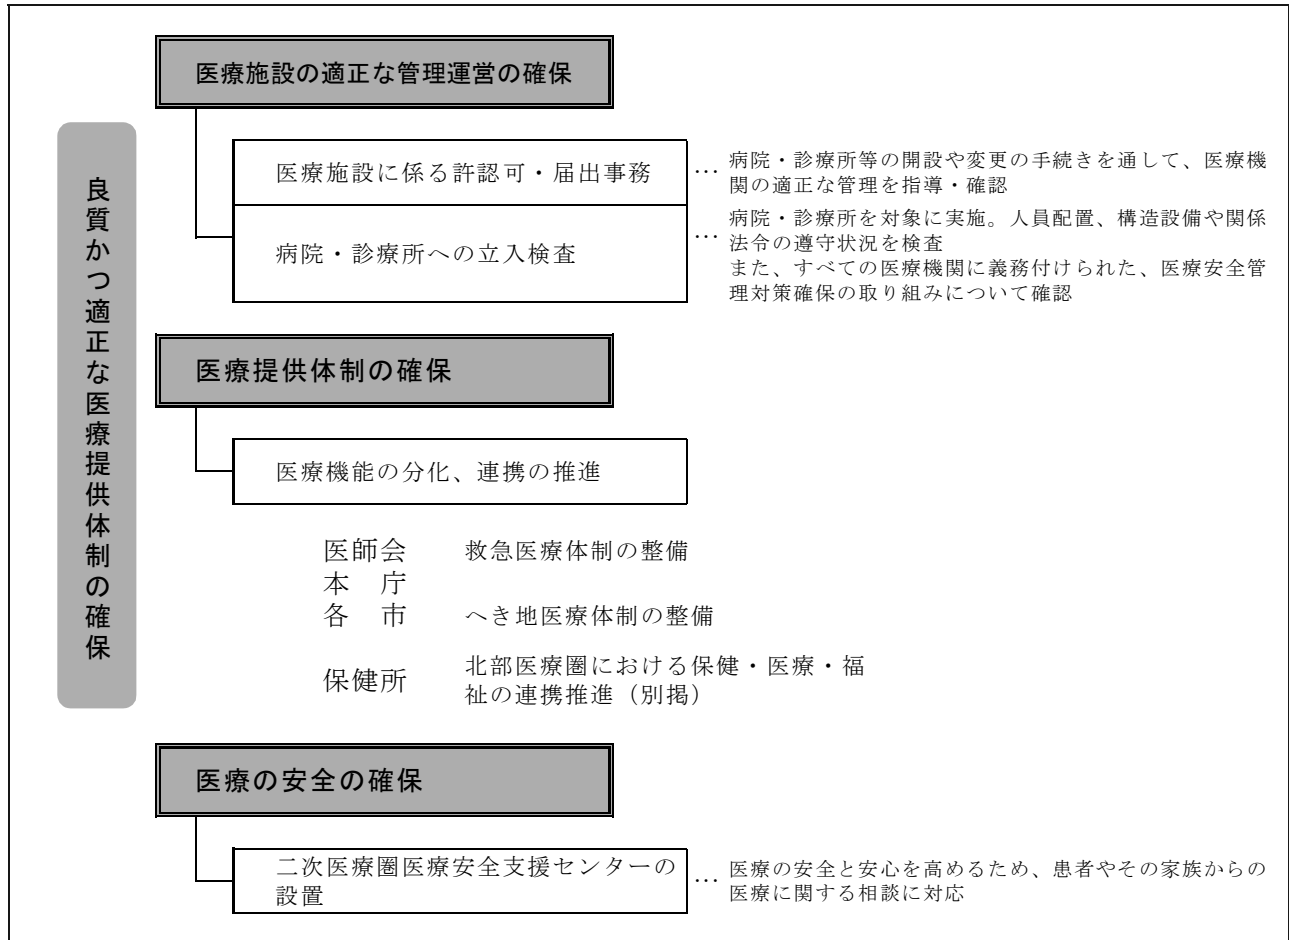 良質かつ適正な医療提供体制の確保
医療施設の適正な管理運営の確保
医療施設に係る許認可・届出事務
… 病院・診療所等の開設や変更の手続きを通して、医療機
関の適正な管理を指導・確認
病院・診療所への立入検査
… 病院・診療所を対象に実施。人員配置、構造設備や関係
法令の遵守状況を検査
また、すべての医療機関に義務付けられた、医療安全管
理対策確保の取り組みについて確認
医療提供体制の確保
医療機能の分化、連携の推進
医師会 救急医療体制の整備
本 庁
各 市 へき地医療体制の整備
保健所 北部医療圏における保健・医療・福
祉の連携推進（別掲）
医療の安全の確保
二次医療圏医療安全支援センターの
設置
… 医療の安全と安心を高めるため、患者やその家族からの
医療に関する相談に対応